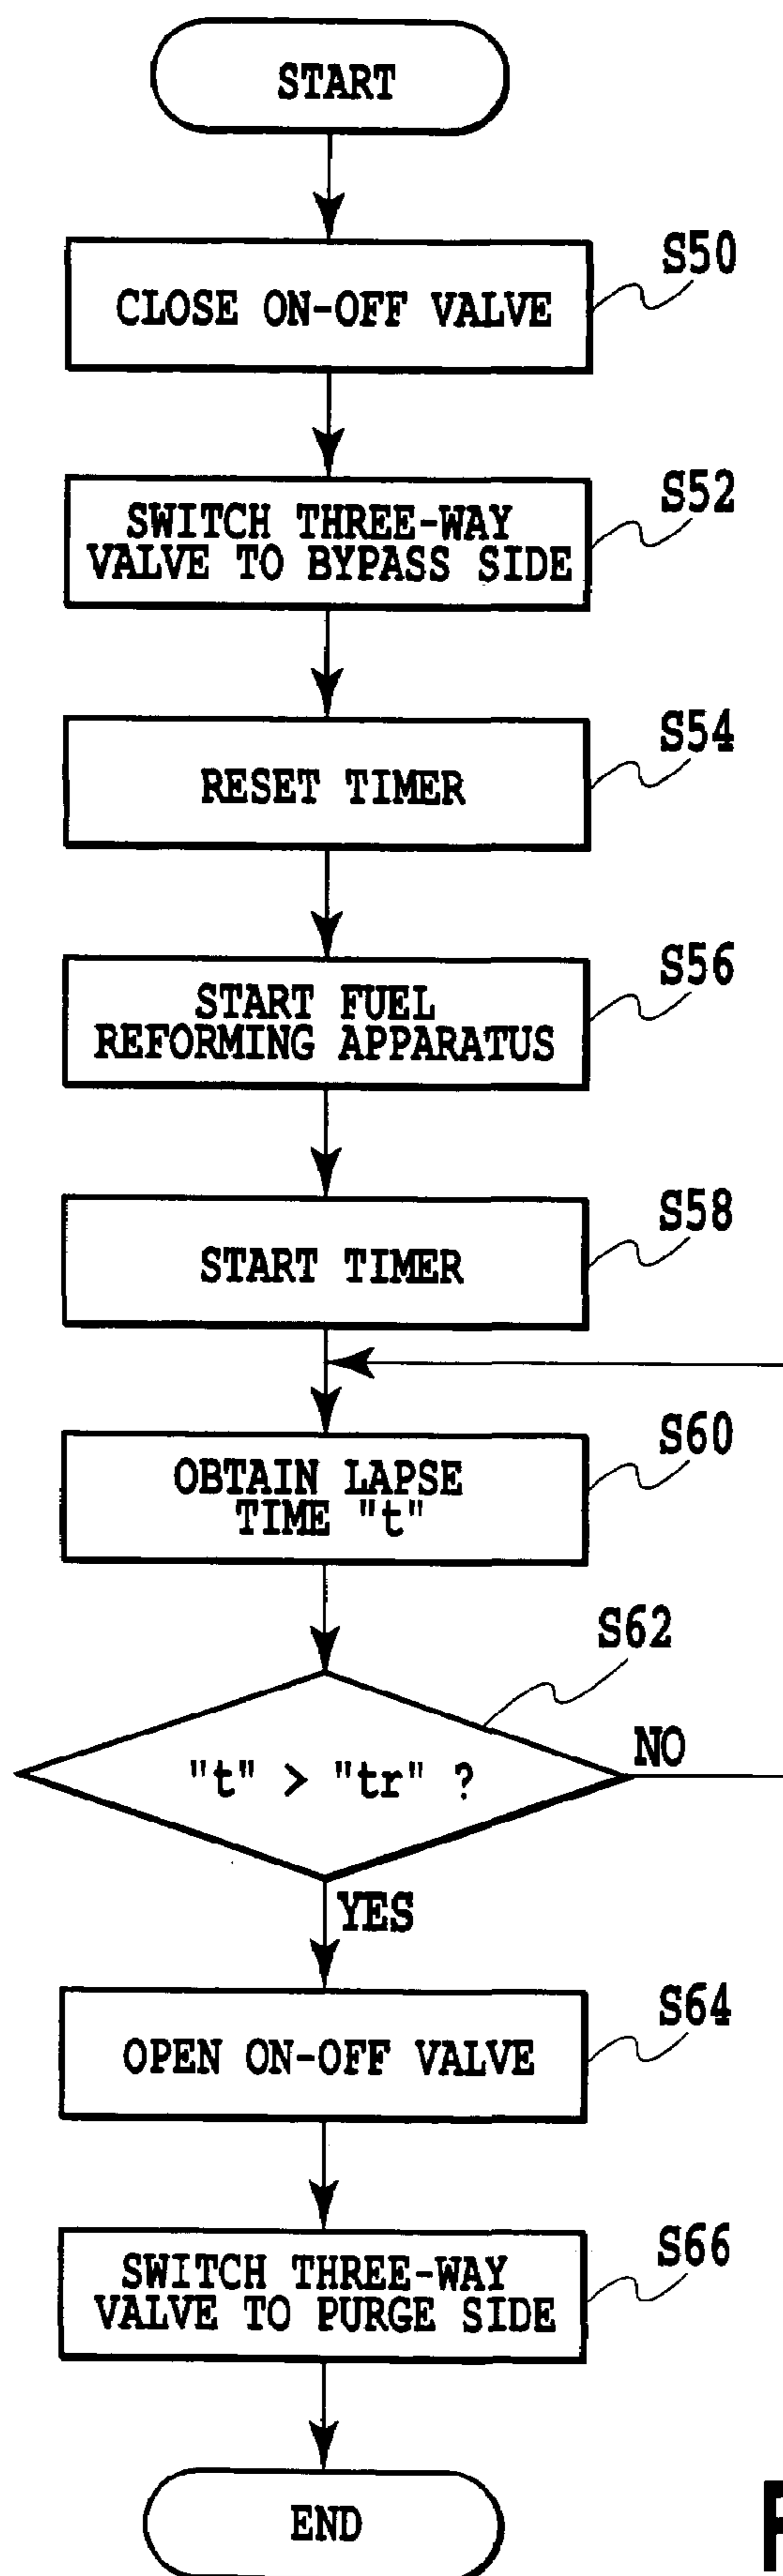 START
S50
CLOSE ON-OFF VALVE
S52
SWITCH THREE-WAY
VALVE TO BYPASS SIDE
S54
RESET TIMER
S56
START FUEL
REFORMING APPARATUS
S58
START TIMER
S60
OBTAIN LAPSE
TIME "t"
S62
"t" > "tr" ?
NO
YES
S64
OPEN ON-OFF VALVE
S66
SWITCH THREE-WAY
VALVE TO PURGE SIDE
END